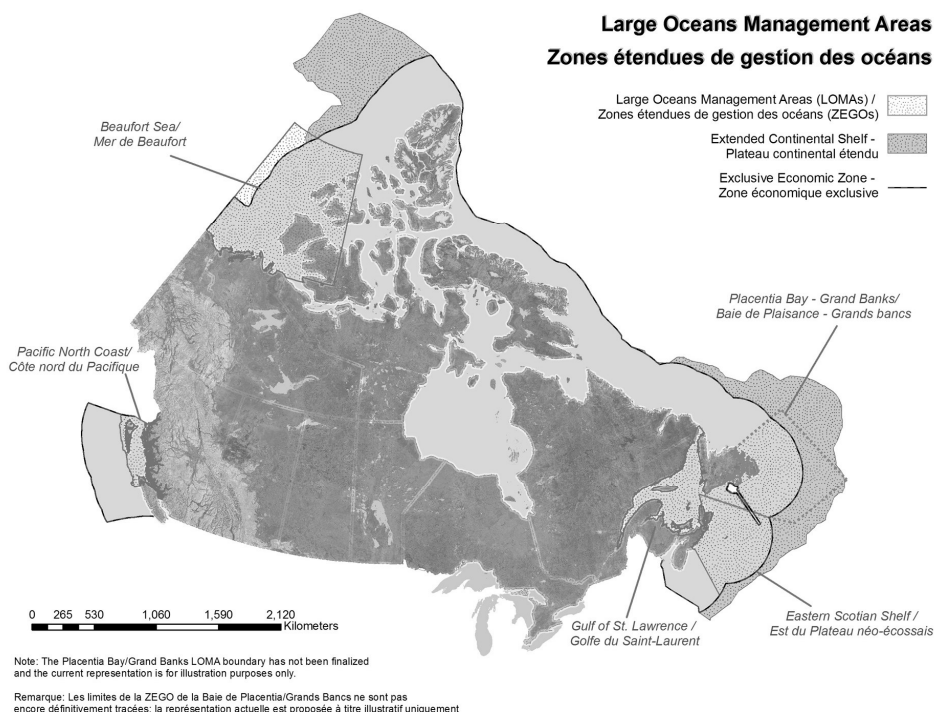 Large Oceans Management Areas
Zones étendues de gestion des océans
Large Oceans Management Areas (LOMAs) /
Zones étendues de gestion des océans (ZEGOs)
Extended Continental Shelf -
Plateau continental étendu
Exclusive Economic Zone -
Zone économique exclusive
Beaufort Sea/
Mer de Beaufort
Placentia Bay - Grand Banks/
Baie de Plaisance - Grands bancs
Pacific North Coast/
Côte nord du Pacifique
Gulf of St. Lawrence /
Golfe du Saint-Laurent
Eastern Scotian Shelf /
Est du Plateau néo-écossais
0 265 530 1,060 1,590 2,120
Kilometers
Note: The Placentia Bay/Grand Banks LOMA boundary has not been finalized
and the current representation is for illustration purposes only.
Remarque: Les limites de la ZEGO de la Baie de Placentia/Grands Bancs ne sont pas
encore définitivement tracées; la représentation actuelle est proposée à titre illustratif uniquement